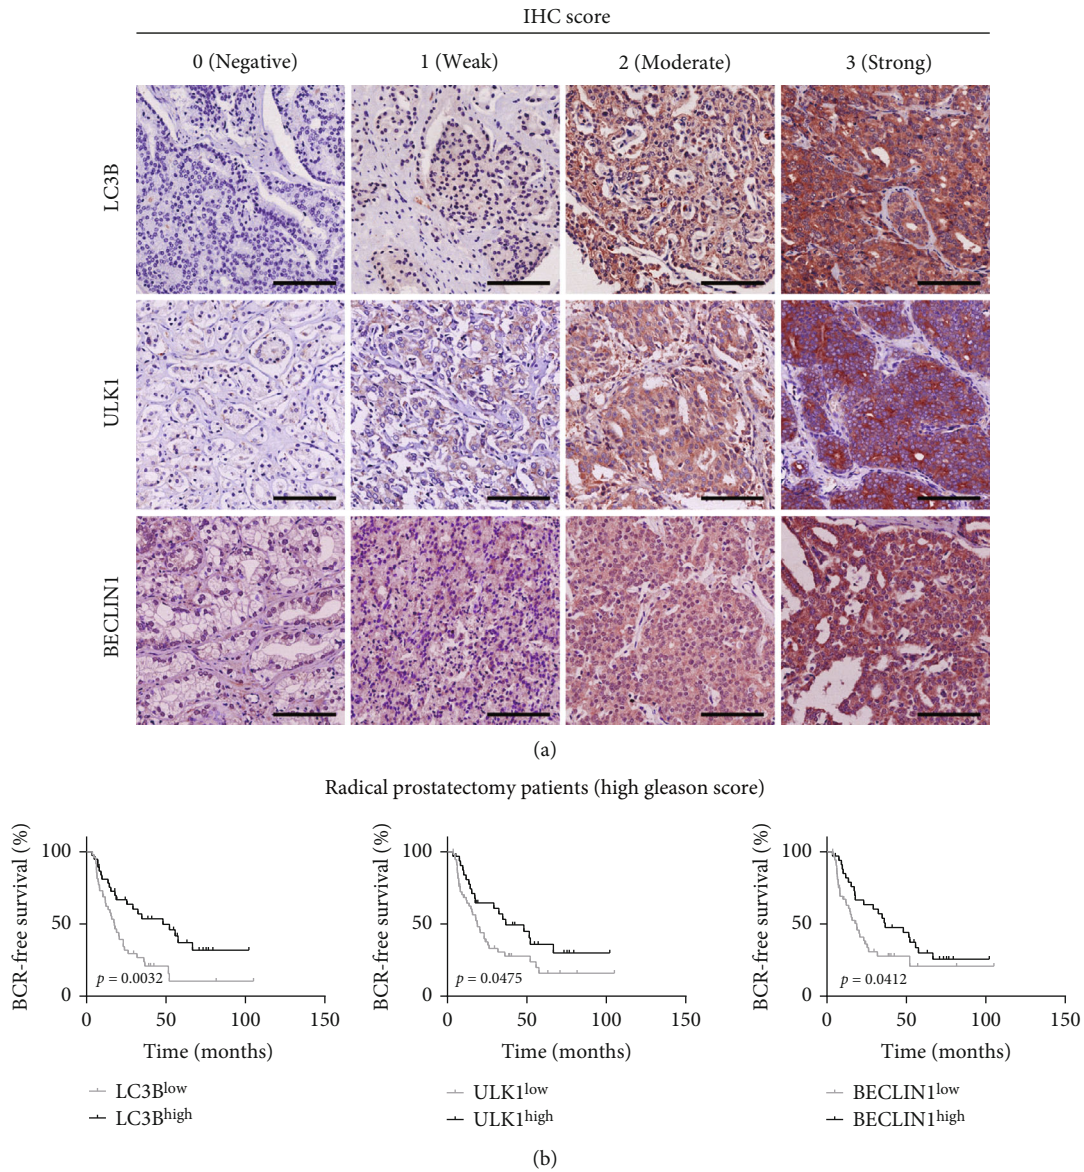 IHC score
0 (Negative) 1 (Weak) 2 (Moderate) 3 (Strong)
LC3B
ULK1
BECLIN1
(a)
Radical prostatectomy patients (high gleason score)
BCR-free survival (%)
100
50
0
p = 0.0032
0 50 100 150
Time (months)
LC3Blow
LC3Bhigh
BCR-free survival (%)
100
50
0
p = 0.0475
0 50 100 150
Time (months)
ULK1low
ULK1high
BCR-free survival (%)
100
50
0
p = 0.0412
0 50 100 150
Time (months)
BECLIN1low
BECLIN1high
(b)